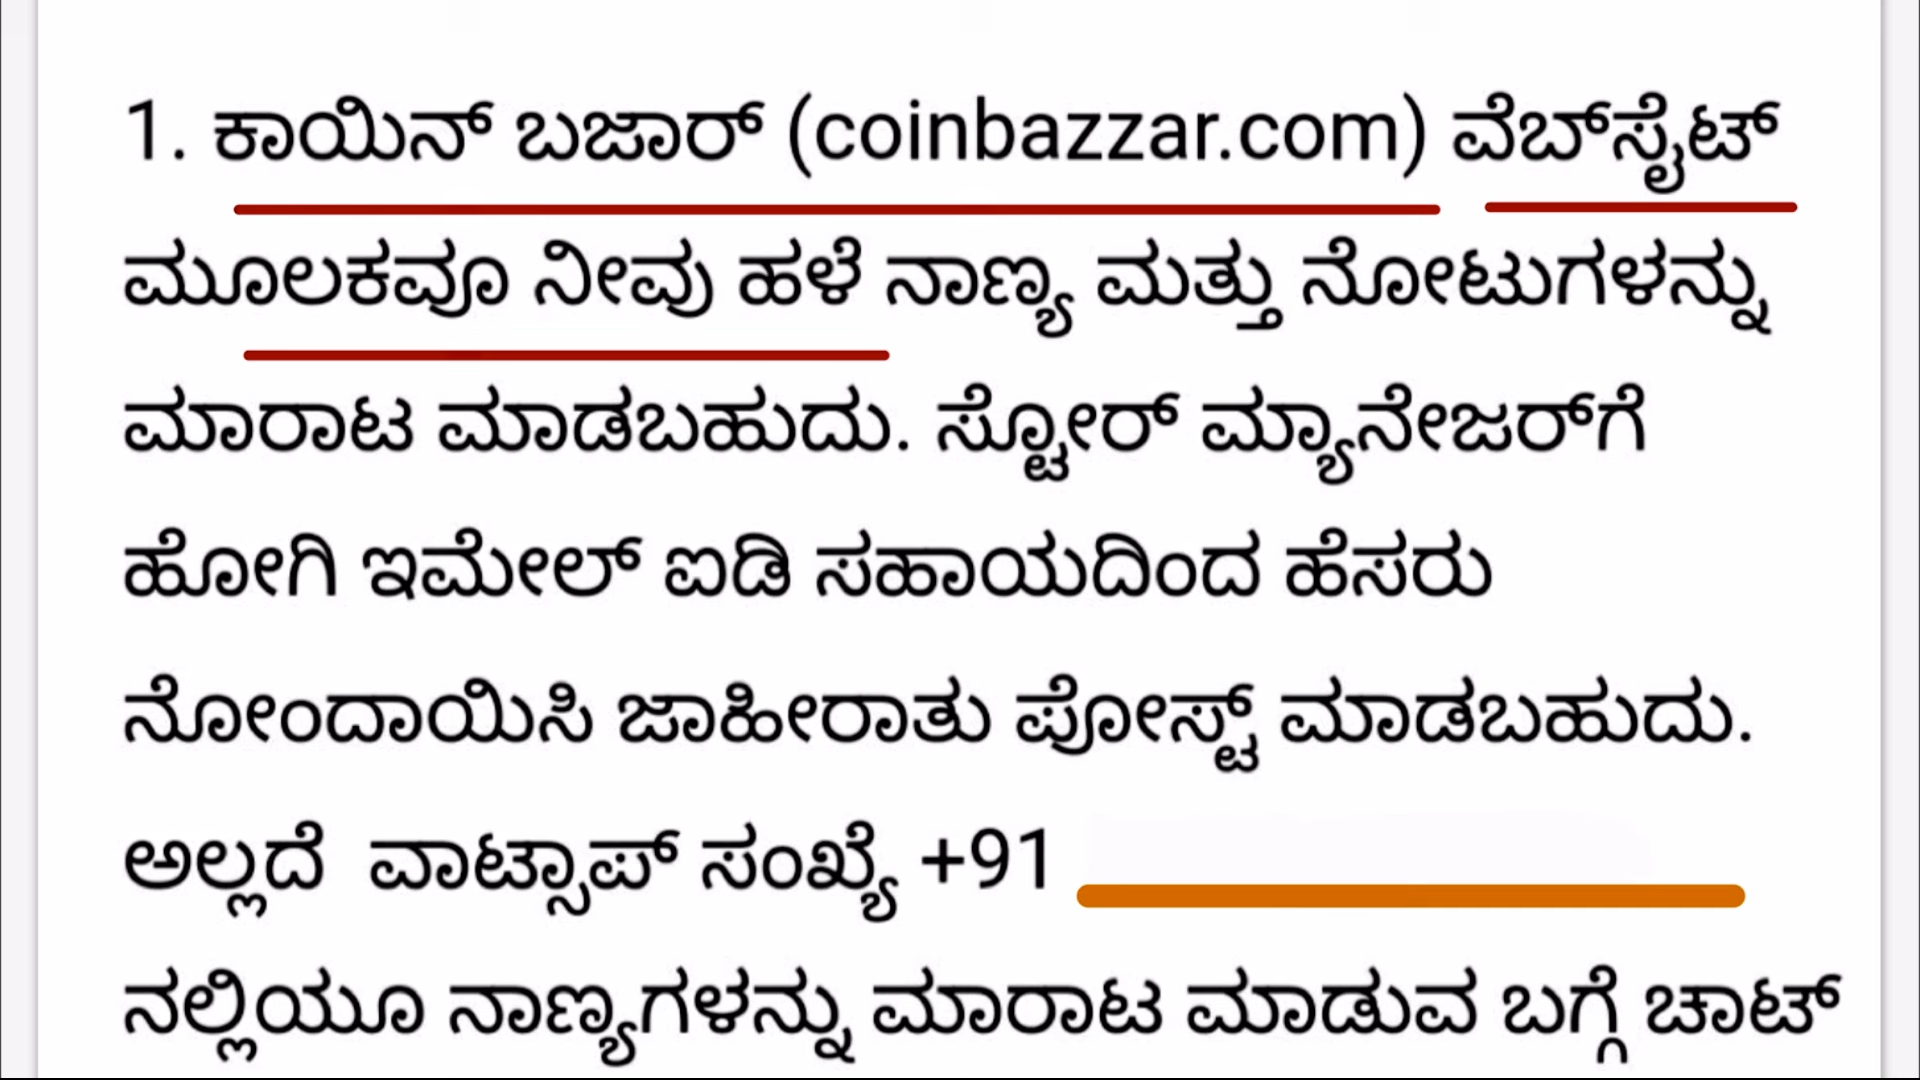 1. ಕಾಯಿನ್ ಬಜಾರ್ (coinbazzar.com) ವೆಬ್‌ಸೈಟ್
ಮೂಲಕವೂ ನೀವು ಹಳೆ ನಾಣ್ಯ ಮತ್ತು ನೋಟುಗಳನ್ನು
ಮಾರಾಟ ಮಾಡಬಹುದು. ಸ್ಟೋರ್ ಮ್ಯಾನೇಜರ್‌ಗೆ
ಹೋಗಿ ಇಮೇಲ್ ಐಡಿ ಸಹಾಯದಿಂದ ಹೆಸರು
ನೋಂದಾಯಿಸಿ ಜಾಹೀರಾತು ಪೋಸ್ಟ್ ಮಾಡಬಹುದು.
ಅಲ್ಲದೆ ವಾಟ್ಸಾಪ್ ಸಂಖ್ಯೆ +91
ನಲ್ಲಿಯೂ ನಾಣ್ಯಗಳನ್ನು ಮಾರಾಟ ಮಾಡುವ ಬಗ್ಗೆ ಚಾಟ್